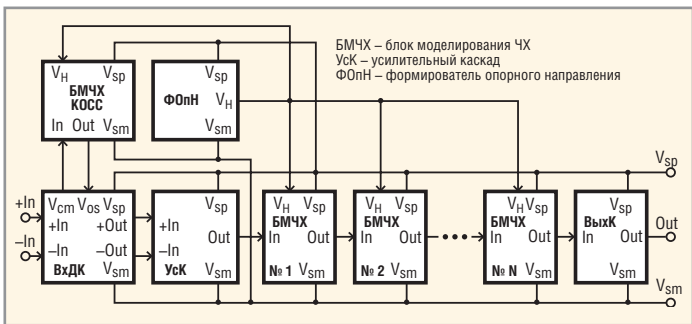 БМЧХ – блок моделирования ЧХ
УсК – усилительный каскад
ФОпН – формирователь опорного направления
V_H V_sp
БМЧХ
КОСС
In Out V_sm
V_sp
ФОпН V_H
V_sm
V_sp
+In
–In
V_cm V_os V_sp
+In +Out
–In –Out
V_sm
ВхДК
V_sp
+In
Out
–In
УсК V_sm
V_H V_sp
БМЧХ
In Out
№ 1 V_sm
V_H V_sp
БМЧХ
In Out
№ 2 V_sm
V_H V_sp
БМЧХ
In Out
№ N V_sm
V_sp
ВыхК
In Out
V_sm
Out
V_sm